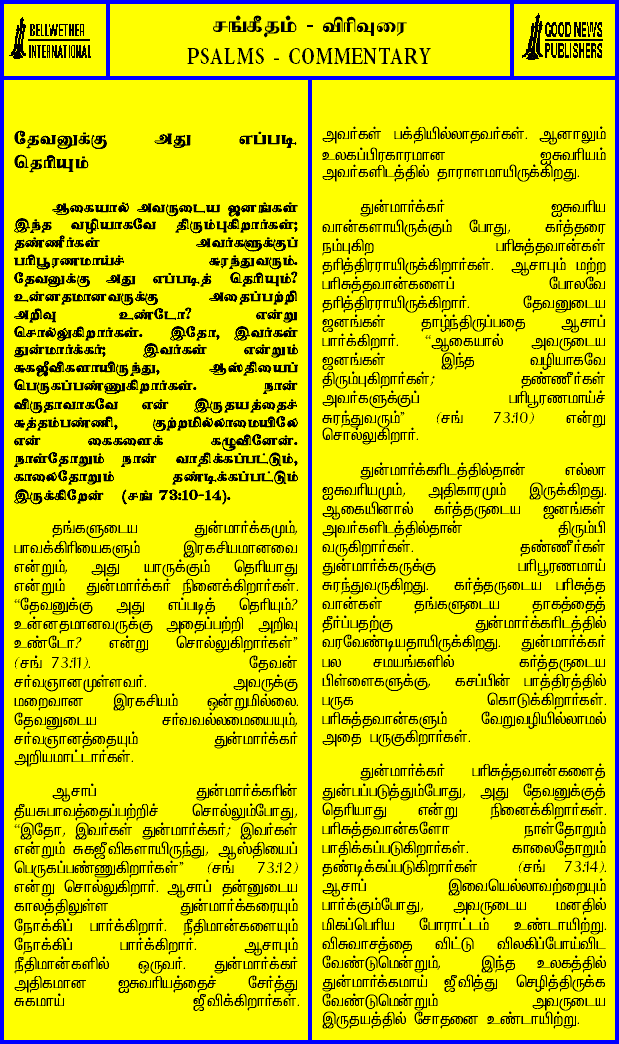 BELLWETHER
INTERNATIONAL
சங்கீதம் - விரிவுரை
PSALMS - COMMENTARY
GOOD NEWS
PUBLISHERS
தேவனுக்கு அது எப்படி
தெரியும்
ஆகையால் அவருடைய ஜனங்கள்
இந்த வழியாகவே திரும்புகிறார்கள்;
தண்ணீர்கள் அவர்களுக்குப்
பரிபூரணமாய்ச் சுரந்துவரும்.
தேவனுக்கு அது எப்படித் தெரியும்?
உன்னதமானவருக்கு அதைப்பற்றி
அறிவு உண்டோ? என்று
சொல்லுகிறார்கள். இதோ, இவர்கள்
துன்மார்க்கர்; இவர்கள் என்றும்
சுகஜீவிகளாயிருந்து, ஆஸ்தியைப்
பெருகப்பண்ணுகிறார்கள். நான்
விருதாவாகவே என் இருதயத்தைச்
சுத்தம்பண்ணி, குற்றமில்லாமையிலே
என் கைகளைக் கழுவினேன்.
நாள்தோறும் நான் வாதிக்கப்பட்டும்,
காலைதோறும் தண்டிக்கப்பட்டும்
இருக்கிறேன் (சங் 73:10-14).
தங்களுடைய துன்மார்க்கமும்,
பாவக்கிரியைகளும் இரகசியமானவை
என்றும், அது யாருக்கும் தெரியாது
என்றும் துன்மார்க்கர் நினைக்கிறார்கள்.
“தேவனுக்கு அது எப்படித் தெரியும்?
உன்னதமானவருக்கு அதைப்பற்றி அறிவு
உண்டோ? என்று சொல்லுகிறார்கள்”
(சங் 73:11). தேவன்
சர்வஞானமுள்ளவர். அவருக்கு
மறைவான இரகசியம் ஒன்றுமில்லை.
தேவனுடைய சர்வவல்லமையையும்,
சர்வஞானத்தையும் துன்மார்க்கர்
அறியமாட்டார்கள்.
ஆசாப் துன்மார்க்கரின்
தீயசுபாவத்தைப்பற்றிச் சொல்லும்போது,
“இதோ, இவர்கள் துன்மார்க்கர்; இவர்கள்
என்றும் சுகஜீவிகளாயிருந்து, ஆஸ்தியைப்
பெருகப்பண்ணுகிறார்கள்” (சங் 73:12)
என்று சொல்லுகிறார். ஆசாப் தன்னுடைய
காலத்திலுள்ள துன்மார்க்கரையும்
நோக்கிப் பார்க்கிறார். நீதிமான்களையும்
நோக்கிப் பார்க்கிறார். ஆசாபும்
நீதிமான்களில் ஒருவர். துன்மார்க்கர்
அதிகமான ஐசுவரியத்தைச் சேர்த்து
சுகமாய் ஜீவிக்கிறார்கள்.
அவர்கள் பக்தியில்லாதவர்கள். ஆனாலும்
உலகப்பிரகாரமான ஐசுவரியம்
அவர்களிடத்தில் தாராளமாயிருக்கிறது.
துன்மார்க்கர் ஐசுவரிய
வான்களாயிருக்கும் போது, கர்த்தரை
நம்புகிற பரிசுத்தவான்கள்
தரித்திரராயிருக்கிறார்கள். ஆசாபும் மற்ற
பரிசுத்தவான்களைப் போலவே
தரித்திரராயிருக்கிறார். தேவனுடைய
ஜனங்கள் தாழ்ந்திருப்பதை ஆசாப்
பார்க்கிறார். “ஆகையால் அவருடைய
ஜனங்கள் இந்த வழியாகவே
திரும்புகிறார்கள்; தண்ணீர்கள்
அவர்களுக்குப் பரிபூரணமாய்ச்
சுரந்துவரும்” (சங் 73:10) என்று
சொல்லுகிறார்.
துன்மார்க்கரிடத்தில்தான் எல்லா
ஐசுவரியமும், அதிகாரமும் இருக்கிறது.
ஆகையினால் கர்த்தருடைய ஜனங்கள்
அவர்களிடத்தில்தான் திரும்பி
வருகிறார்கள். தண்ணீர்கள்
துன்மார்க்கருக்கு பரிபூரணமாய்
சுரந்துவருகிறது. கர்த்தருடைய பரிசுத்த
வான்கள் தங்களுடைய தாகத்தைத்
தீர்ப்பதற்கு துன்மார்க்கரிடத்தில்
வரவேண்டியதாயிருக்கிறது. துன்மார்க்கர்
பல சமயங்களில் கர்த்தருடைய
பிள்ளைகளுக்கு, கசப்பின் பாத்திரத்தில்
பருக கொடுக்கிறார்கள்.
பரிசுத்தவான்களும் வேறுவழியில்லாமல்
அதை பருகுகிறார்கள்.
துன்மார்க்கர் பரிசுத்தவான்களைத்
துன்பப்படுத்தும்போது, அது தேவனுக்குத்
தெரியாது என்று நினைக்கிறார்கள்.
பரிசுத்தவான்களோ நாள்தோறும்
பாதிக்கப்படுகிறார்கள். காலைதோறும்
தண்டிக்கப்படுகிறார்கள் (சங் 73:14).
ஆசாப் இவையெல்லாவற்றையும்
பார்க்கும்போது, அவருடைய மனதில்
மிகப்பெரிய போராட்டம் உண்டாயிற்று.
விசுவாசத்தை விட்டு விலகிப்போய்விட
வேண்டுமென்றும், இந்த உலகத்தில்
துன்மார்க்கமாய் ஜீவித்து செழித்திருக்க
வேண்டுமென்றும் அவருடைய
இருதயத்தில் சோதனை உண்டாயிற்று.